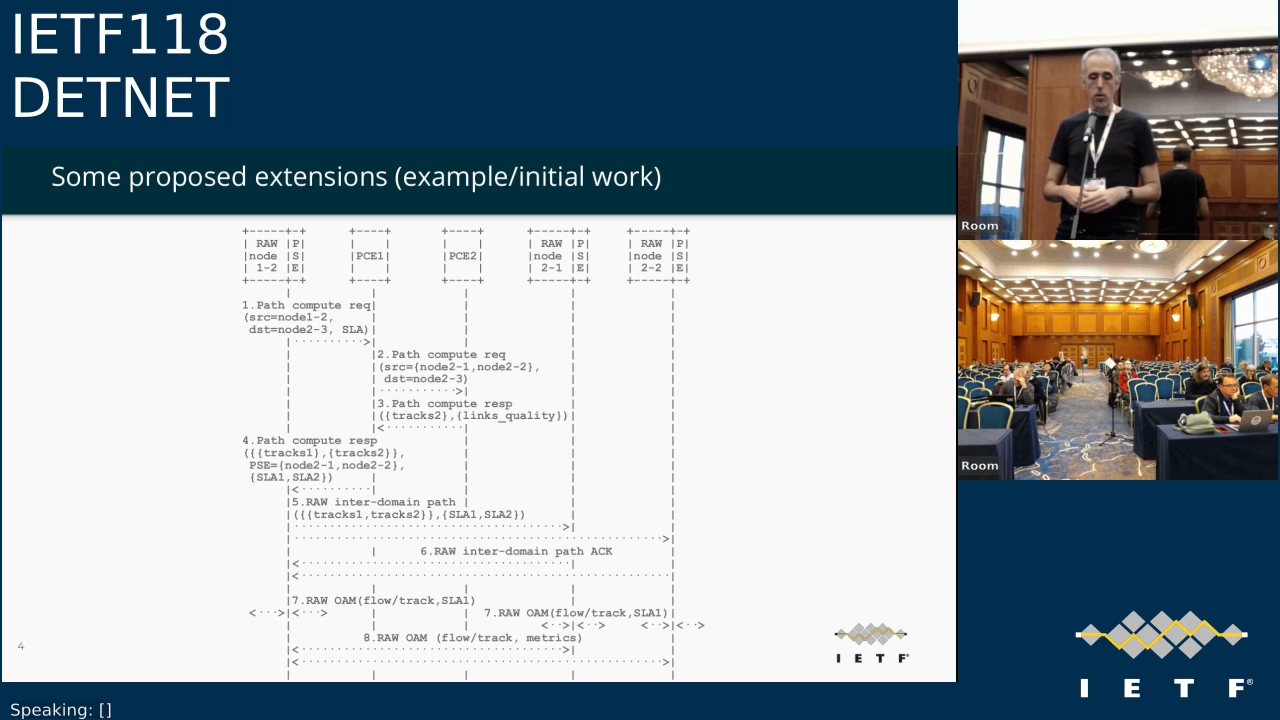 IETF118
DETNET
Some proposed extensions (example/initial work)
RAW P
node S PCE1 PCE2 RAW P RAW P
1-2 E node S node S
2-1 E 2-2 E
1.Path compute req
(src=node1-2,
dst=node2-3, SLA)
2.Path compute req
(src={node2-1,node2-2},
dst=node2-3)
3.Path compute resp
({tracks2},{links_quality})
4.Path compute resp
({{tracks1},{tracks2}},
PSE={node2-1,node2-2},
{SLA1,SLA2})
5.RAW inter-domain path
({{tracks1,tracks2}},{SLA1,SLA2})
6.RAW inter-domain path ACK
7.RAW OAM(flow/track,SLA1)
7.RAW OAM(flow/track,SLA1)
8.RAW OAM (flow/track, metrics)
4
I E T F®
Room
Room
I E T F®
Speaking: []